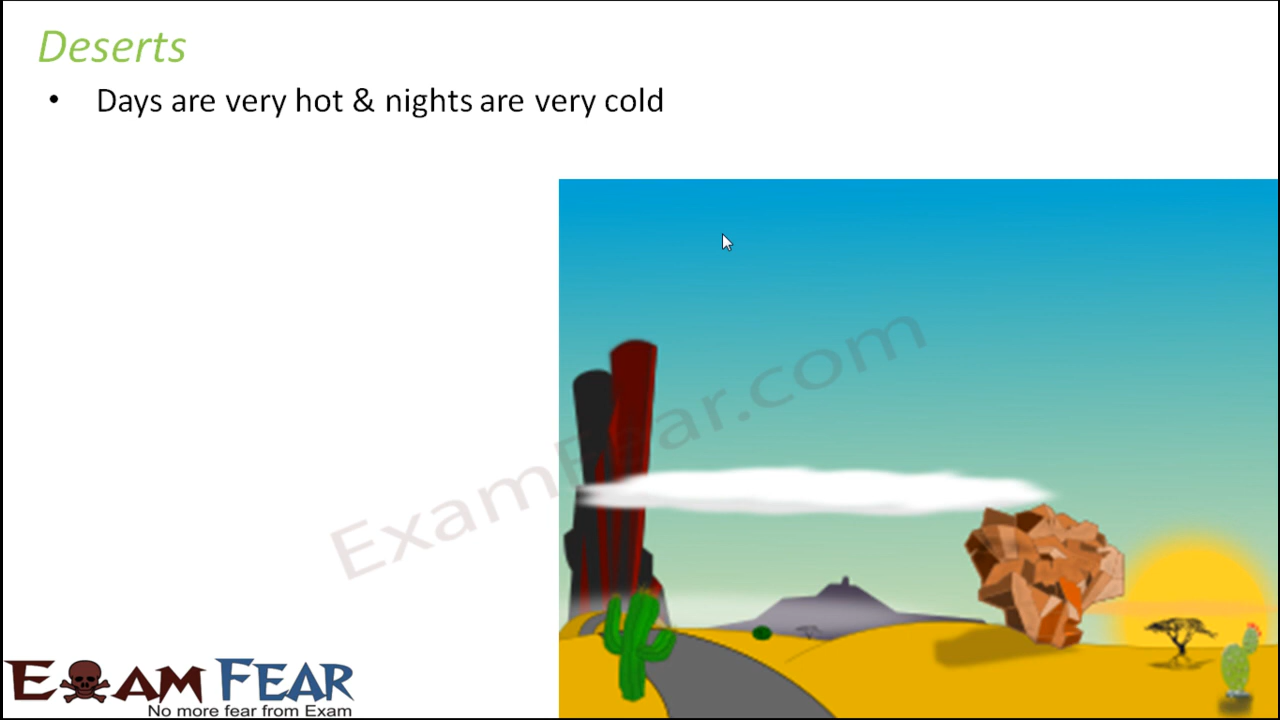 Deserts
• Days are very hot & nights are very cold
ExamFear.com
EXAM FEAR
No more fear from Exam